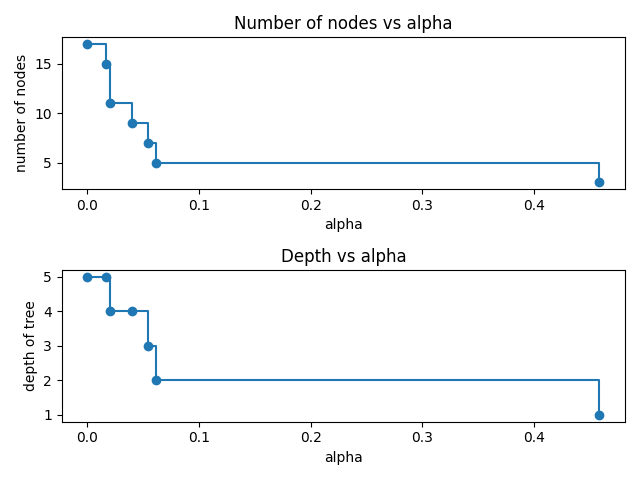 Number of nodes vs alpha
number of nodes
15
10
5
0.0 0.1 0.2 0.3 0.4
alpha
Depth vs alpha
depth of tree
5
4
3
2
1
0.0 0.1 0.2 0.3 0.4
alpha